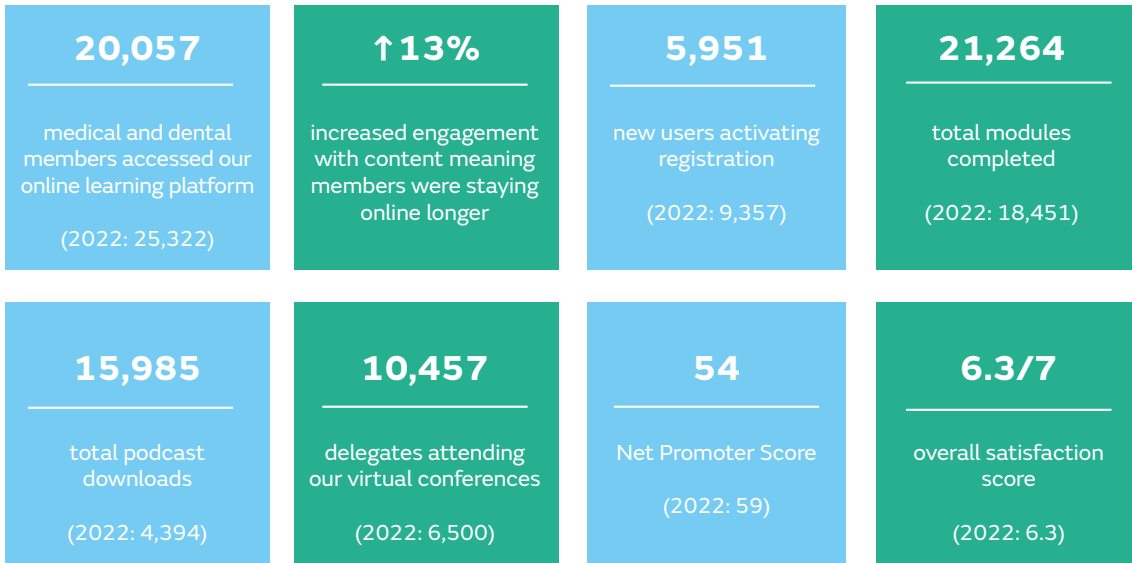 20,057
medical and dental
members accessed our
online learning platform
(2022: 25,322)
↑13%
increased engagement
with content meaning
members were staying
online longer
5,951
new users activating
registration
(2022: 9,357)
21,264
total modules
completed
(2022: 18,451)
15,985
total podcast
downloads
(2022: 4,394)
10,457
delegates attending
our virtual conferences
(2022: 6,500)
54
Net Promoter Score
(2022: 59)
6.3/7
overall satisfaction
score
(2022: 6.3)